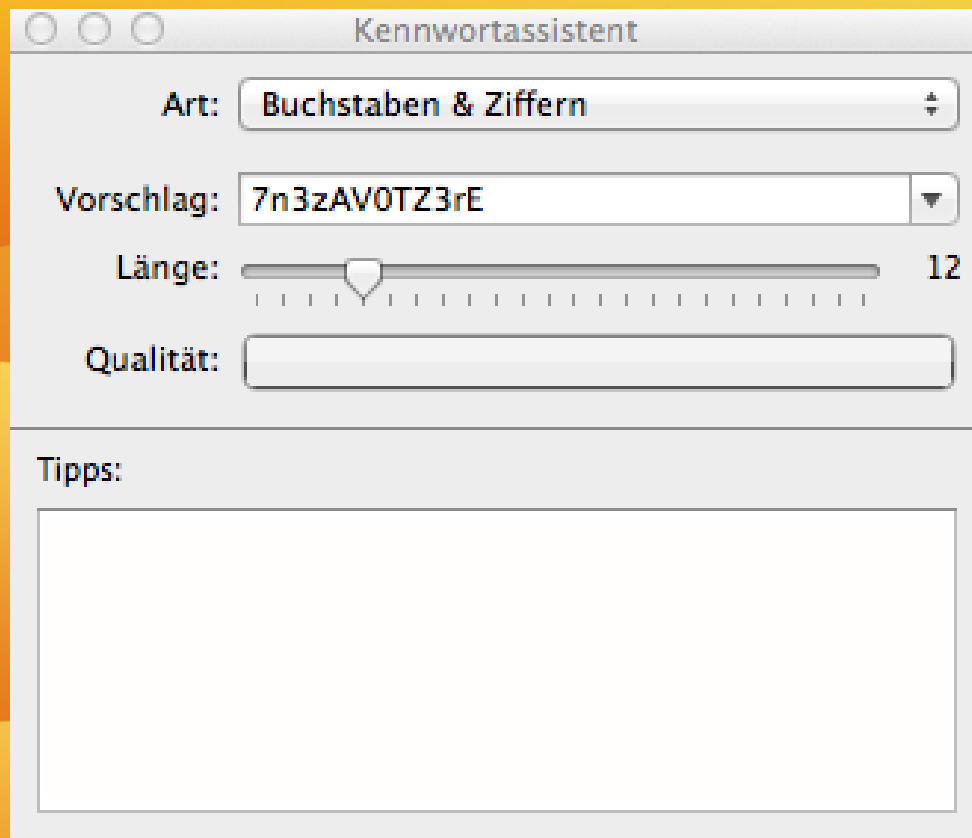 Kennwortassistent
Art: Buchstaben & Ziffern
Vorschlag: 7n3zAV0TZ3rE
Länge: 12
Qualität:
Tipps: